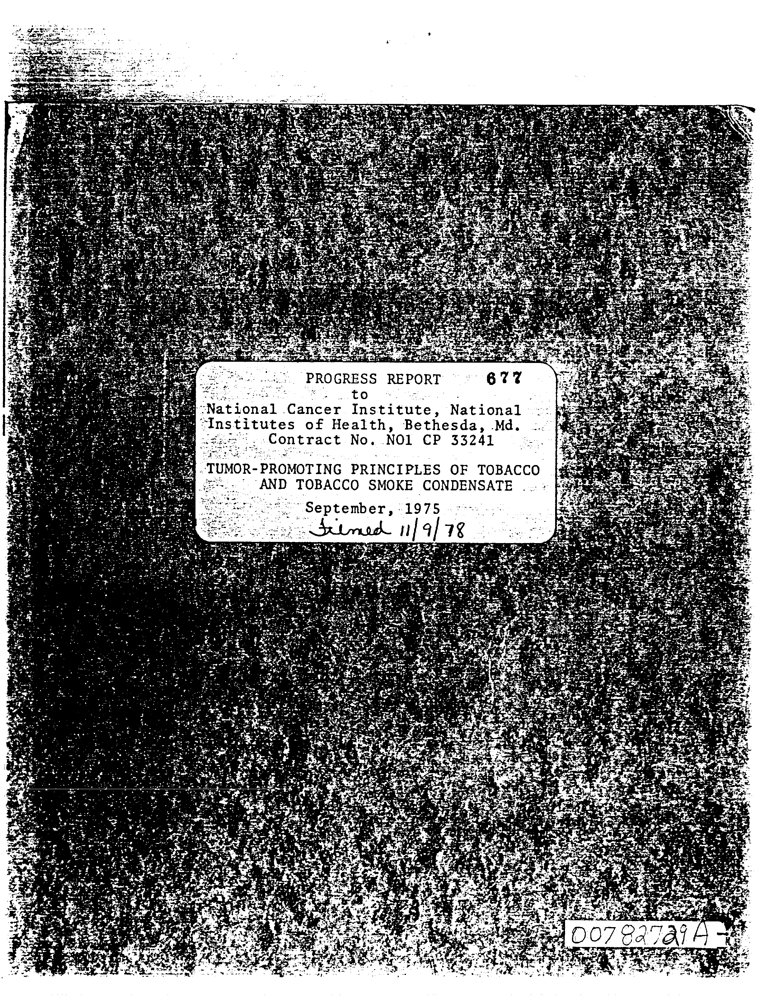 PROGRESS REPORT 677
to
National Cancer Institute, National
Institutes of Health, Bethesda, Md.
Contract No. NO1 CP 33241
TUMOR-PROMOTING PRINCIPLES OF TOBACCO
AND TOBACCO SMOKE CONDENSATE
September, 1975
Filmed 11/9/78
00782729A